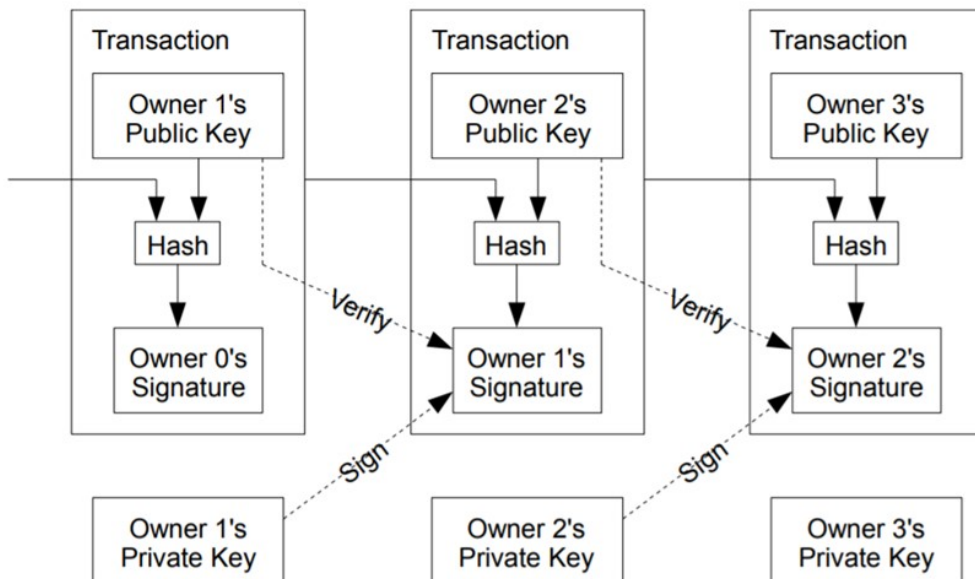 Transaction
Owner 1's
Public Key
Hash
Owner 0's
Signature
Transaction
Owner 2's
Public Key
Hash
Verify
Owner 1's
Signature
Sign
Transaction
Owner 3's
Public Key
Hash
Verify
Owner 2's
Signature
Sign
Owner 1's
Private Key
Owner 2's
Private Key
Owner 3's
Private Key